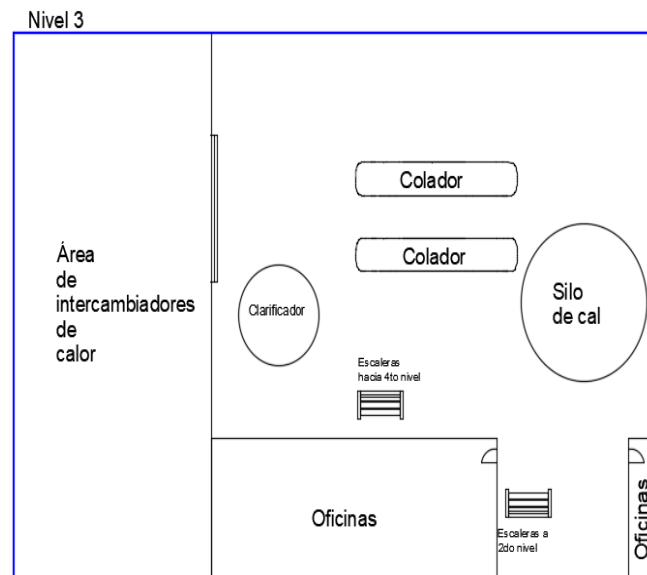 Nivel 3
Colador
Colador
Área
de
intercambiadores
de
calor
Clarificador
Silo
de cal
Escaleras
hacia 4to nivel
Oficinas
Escaleras a
2do nivel
Oficinas